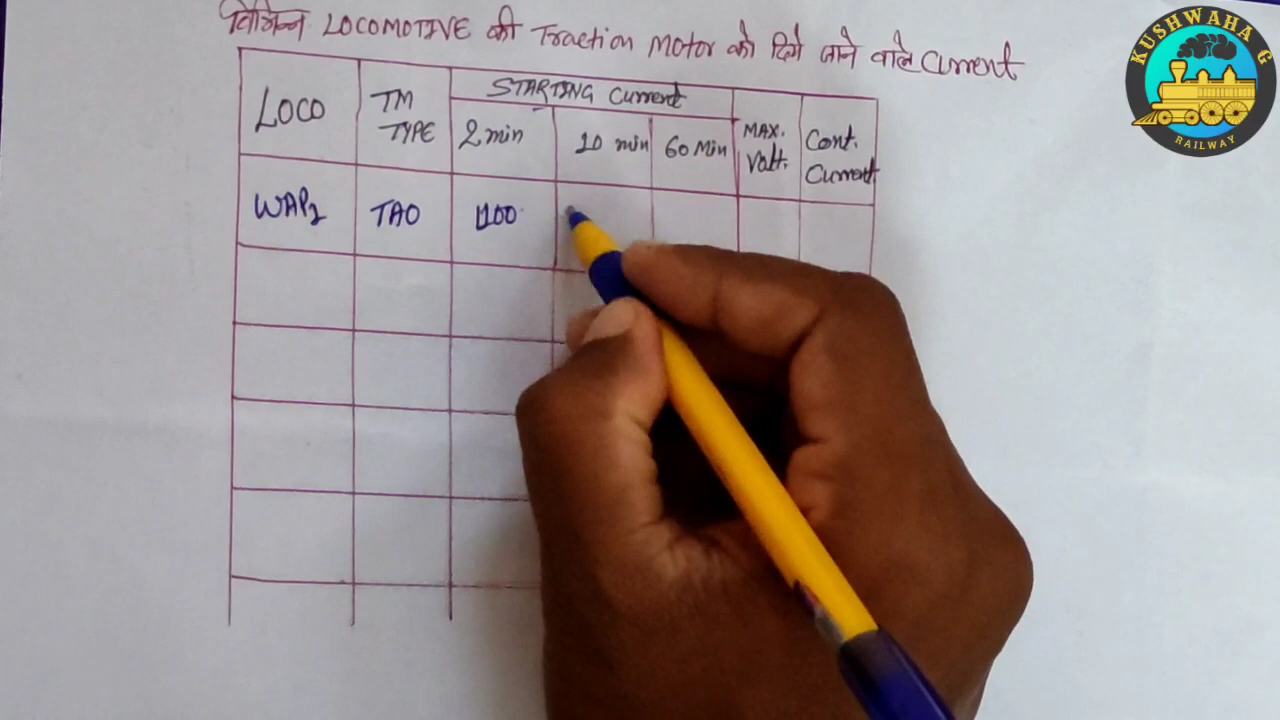 विभिन्न LOCOMOTIVE की Traction Motor को दिये जाने वाले Current
LOCO
TM
TYPE
STARTING Current
2 min
10 min
60 Min
MAX.
Volt.
Cont.
Current
WAP1
TAO
1100
KUSHWAHA G
RAILWAY